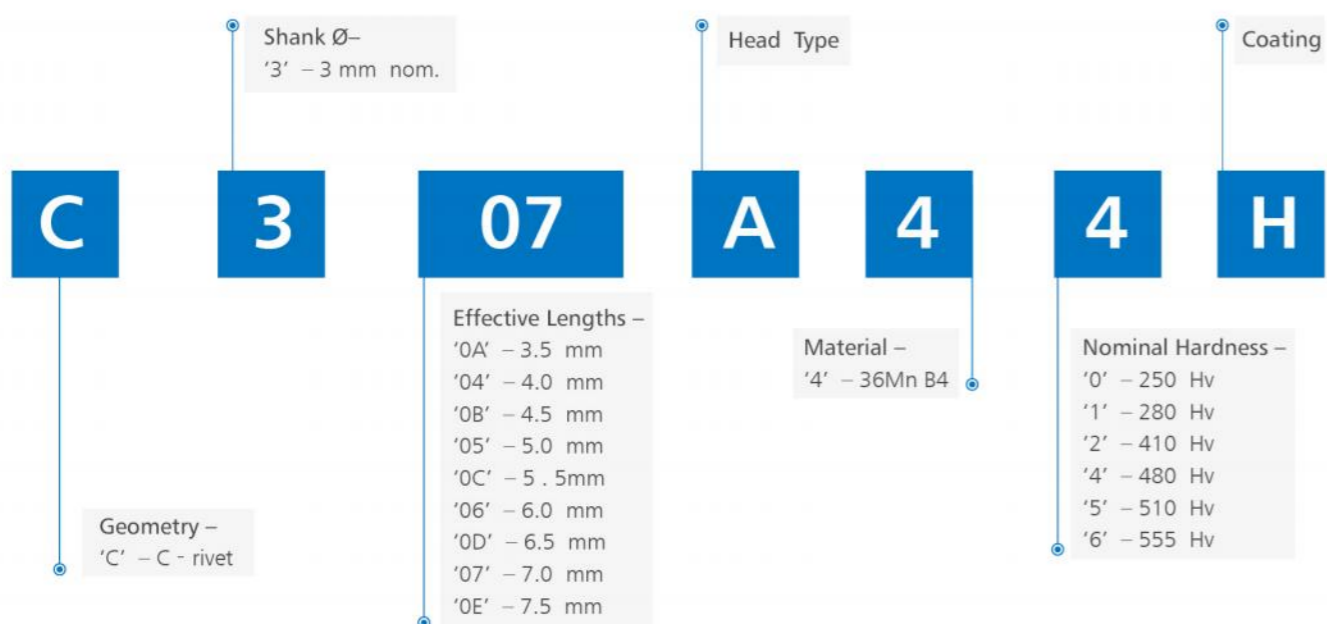 Shank Ø–
‘3’ – 3 mm nom.
Head Type
Coating
C
3
07
A
4
4
H
Effective Lengths –
‘0A’ – 3.5 mm
‘04’ – 4.0 mm
‘0B’ – 4.5 mm
‘05’ – 5.0 mm
‘0C’ – 5 . 5mm
‘06’ – 6.0 mm
‘0D’ – 6.5 mm
‘07’ – 7.0 mm
‘0E’ – 7.5 mm
Material –
‘4’ – 36Mn B4
Nominal Hardness –
‘0’ – 250 Hv
‘1’ – 280 Hv
‘2’ – 410 Hv
‘4’ – 480 Hv
‘5’ – 510 Hv
‘6’ – 555 Hv
Geometry –
‘C’ – C - rivet